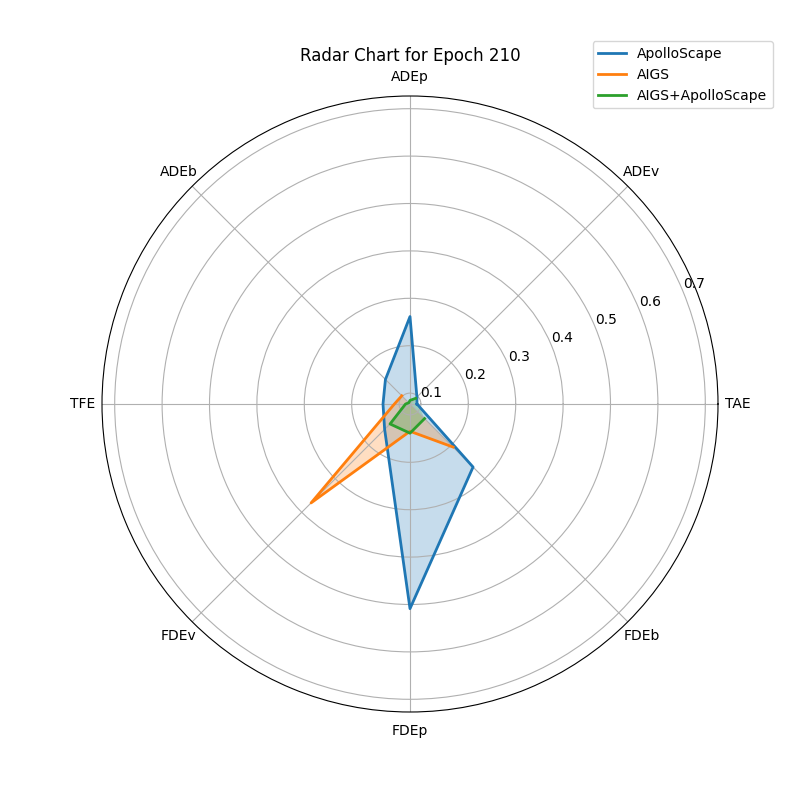 Radar Chart for Epoch 210
ApolloScape
AIGS
AIGS+ApolloScape
ADEp
ADEb
ADEv
0.7
0.6
0.5
0.4
0.3
0.2
0.1
TFE
TAE
FDEv
FDEb
FDEp